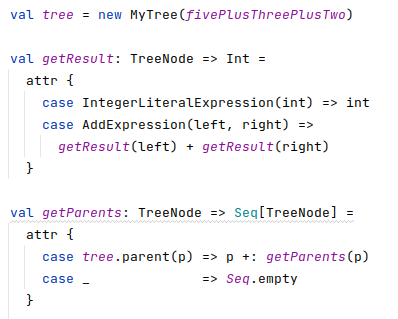 val tree = new MyTree(fivePlusThreePlusTwo)

val getResult: TreeNode => Int =
  attr {
    case IntegerLiteralExpression(int) => int
    case AddExpression(left, right) =>
      getResult(left) + getResult(right)
  }

val getParents: TreeNode => Seq[TreeNode] =
  attr {
    case tree.parent(p) => p +: getParents(p)
    case _              => Seq.empty
  }